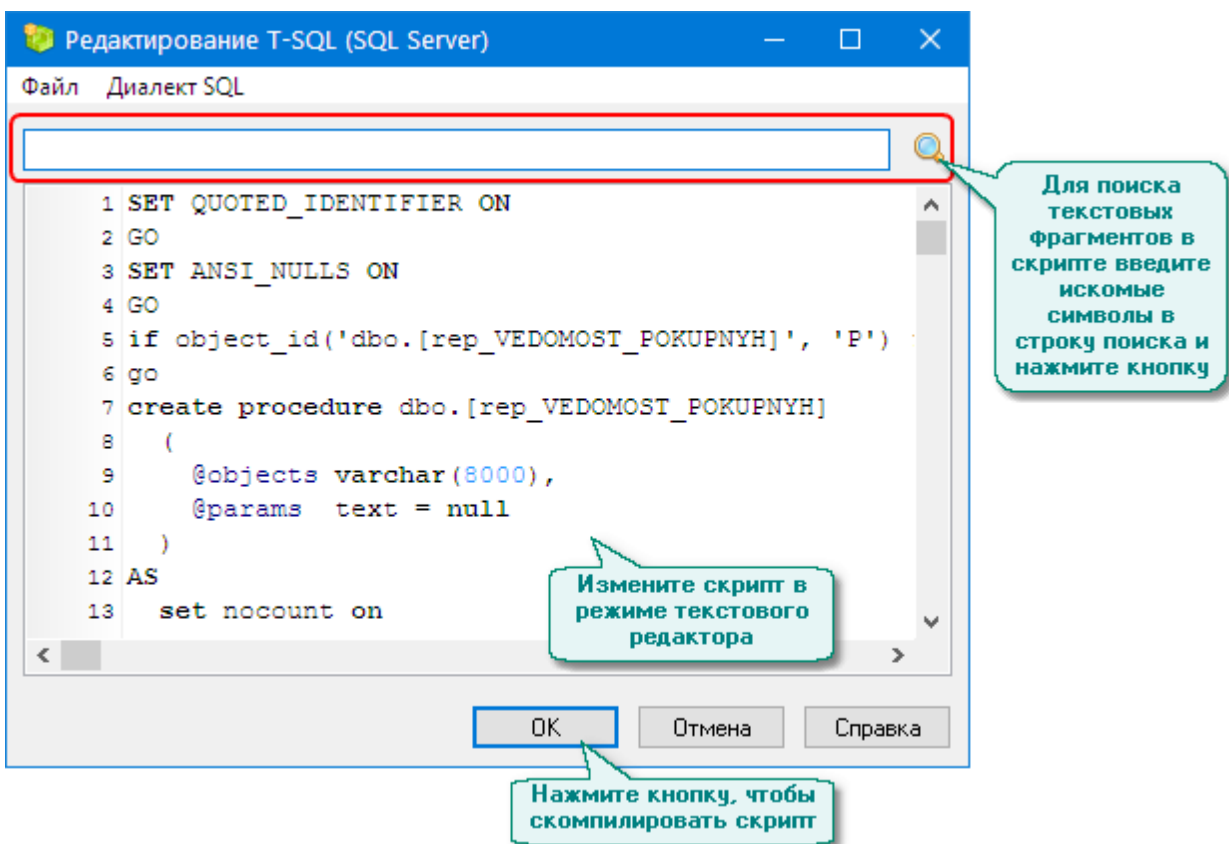 Редактирование T-SQL (SQL Server)
Файл Диалект SQL
1 SET QUOTED_IDENTIFIER ON
2 GO
3 SET ANSI_NULLS ON
4 GO
5 if object_id('dbo.[rep_VEDOMOST_POKUPNYH]', 'P')
6 go
7 create procedure dbo.[rep_VEDOMOST_POKUPNYH]
8 (
9 @objects varchar(8000),
10 @params text = null
11 )
12 AS
13 set nocount on
Для поиска
текстовых
фрагментов в
скрипте введите
искомые
символы в
строку поиска и
нажмите кнопку
Измените скрипт в
режиме текстового
редактора
OK Отмена Справка
Нажмите кнопку, чтобы
скомпилировать скрипт